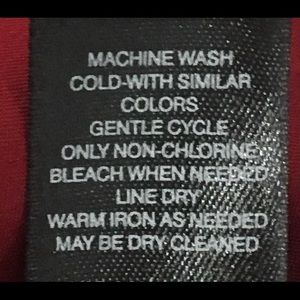 MACHINE WASH
COLD-WITH SIMILAR
COLORS
GENTLE CYCLE
ONLY NON-CHLORINE
BLEACH WHEN NEEDED
LINE DRY
WARM IRON AS NEEDED
MAY BE DRY CLEANED